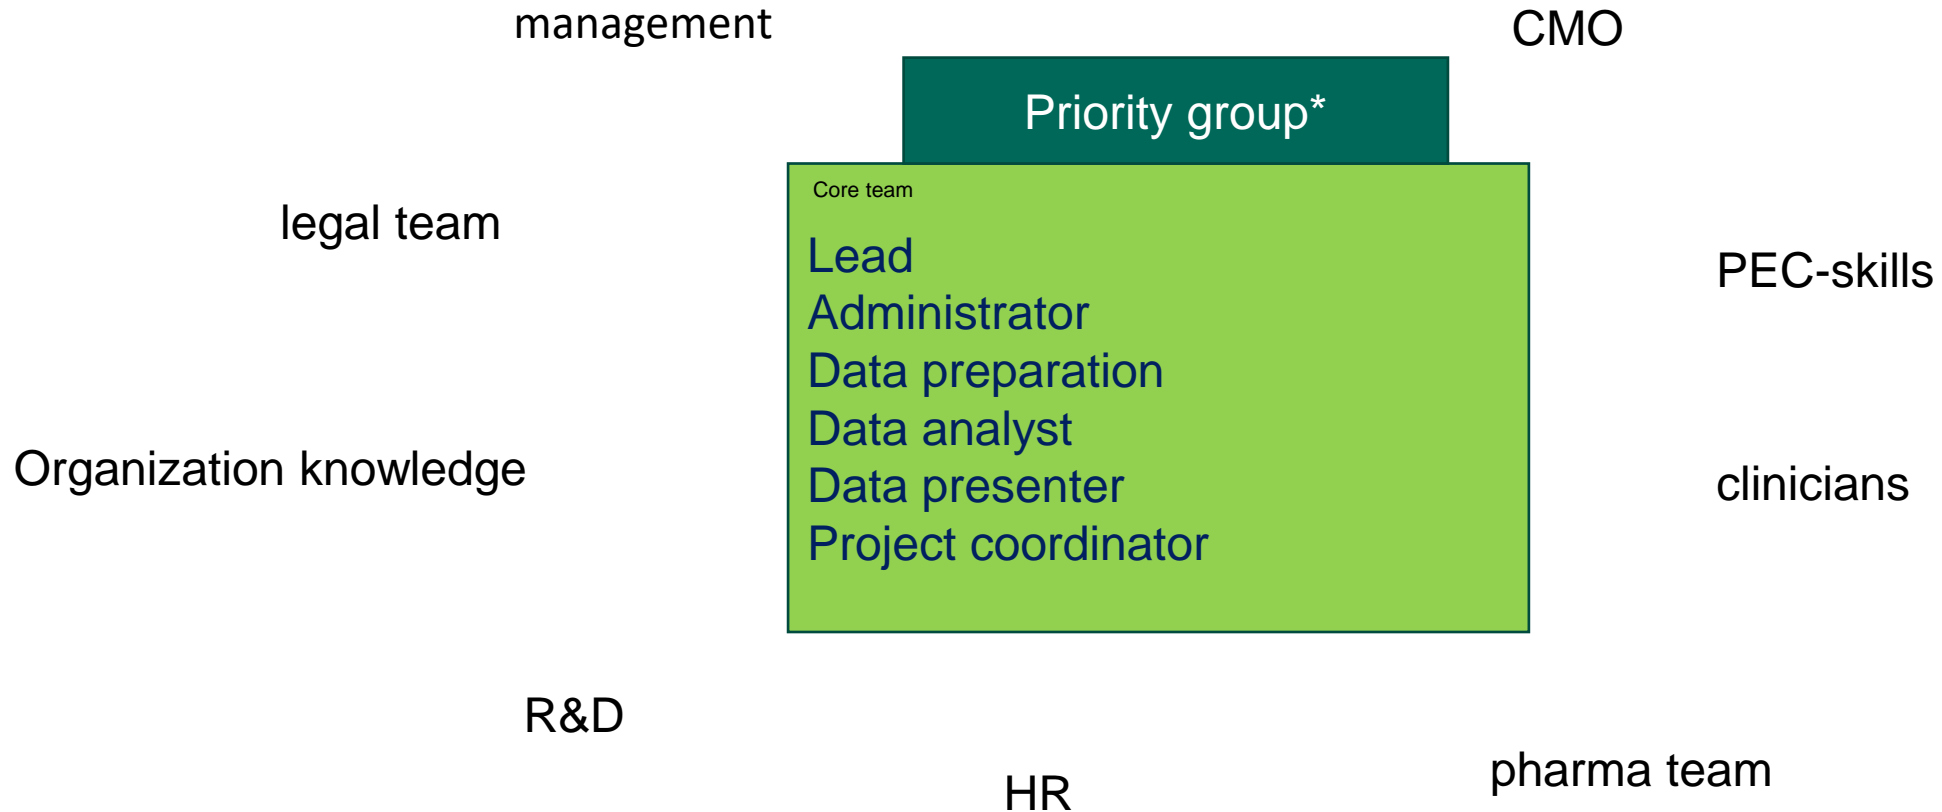 management
CMO
Priority group*
Core team
legal team
Lead
PEC-skills
Administrator
Data preparation
Data analyst
Organization knowledge
Data presenter
clinicians
Project coordinator
R&D
pharma team
HR